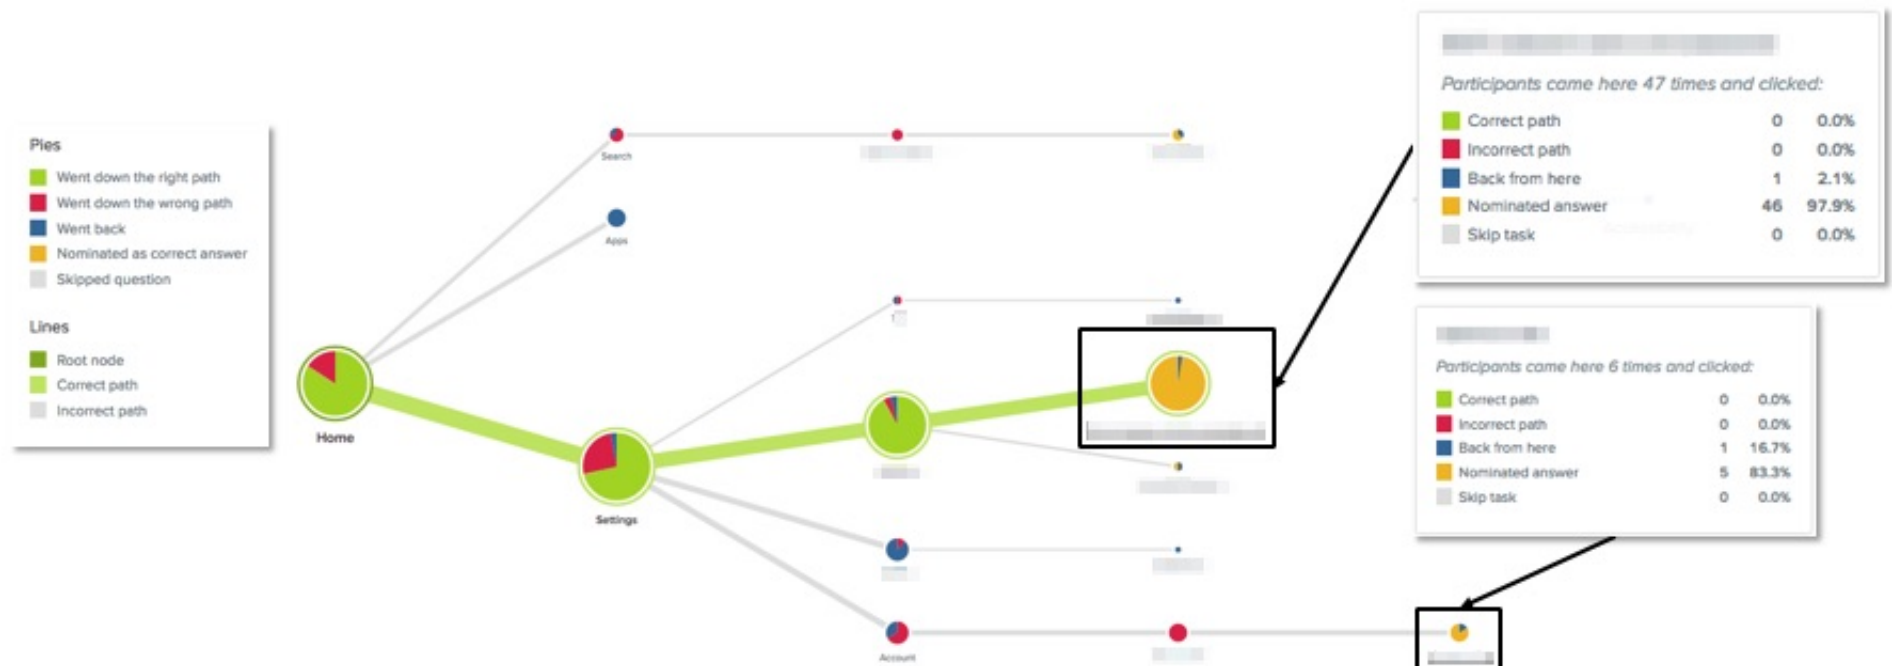 Pies
Went down the right path
Went down the wrong path
Went back
Nominated as correct answer
Skipped question
Lines
Root node
Correct path
Incorrect path
Search
Apps
Home
Settings
Account
Participants came here 47 times and clicked:
Correct path 0 0.0%
Incorrect path 0 0.0%
Back from here 1 2.1%
Nominated answer 46 97.9%
Skip task 0 0.0%
Participants came here 6 times and clicked:
Correct path 0 0.0%
Incorrect path 0 0.0%
Back from here 1 16.7%
Nominated answer 5 83.3%
Skip task 0 0.0%